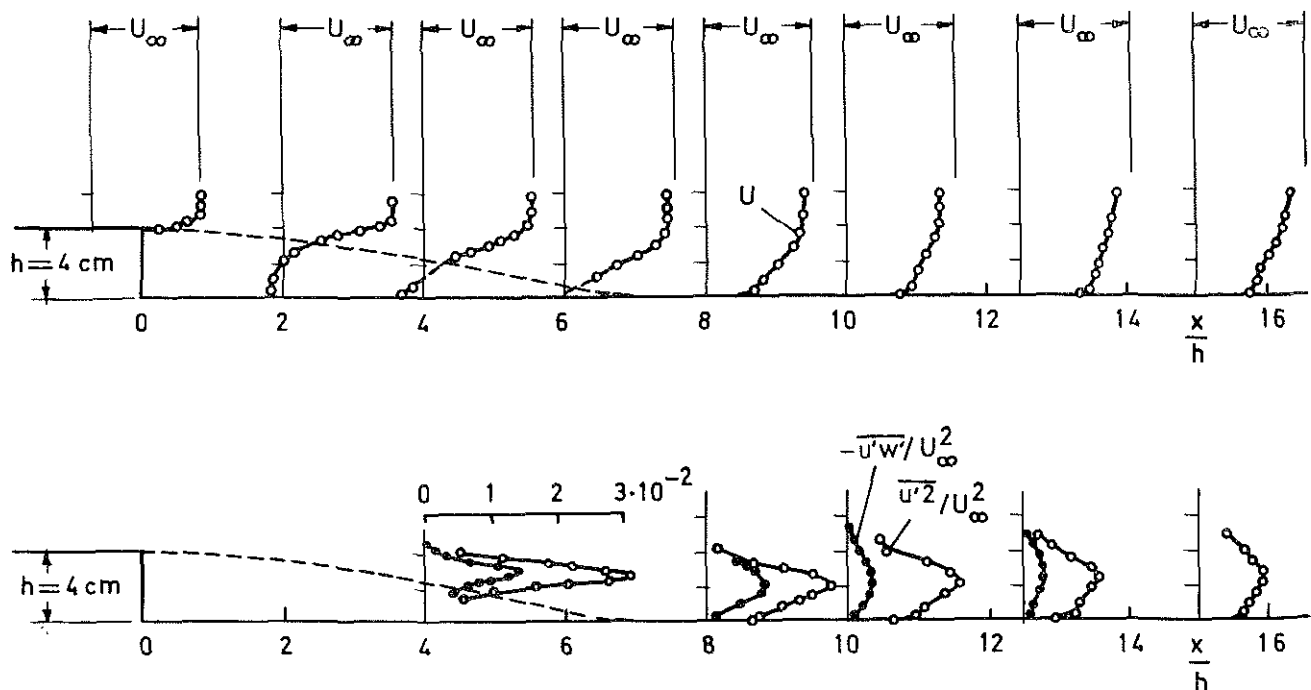 U∞ U∞ U∞ U∞ U∞ U∞ U∞ U∞
U
h = 4 cm
0 2 4 6 8 10 12 14 x/h 16
-u̅'̅w̅'̅/U∞²
0 1 2 3·10⁻²
u̅'̅²̅/U∞²
h = 4 cm
0 2 4 6 8 10 12 14 x/h 16